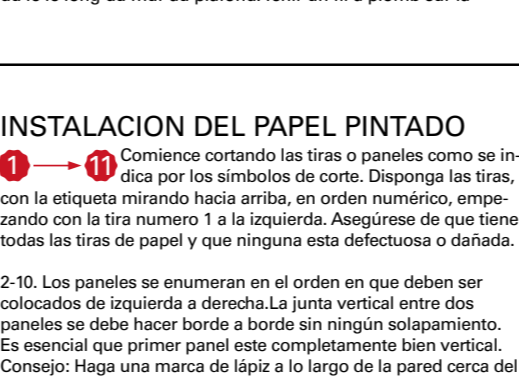 INSTALACION DEL PAPEL PINTADO
1 → 11 Comience cortando las tiras o paneles como se in-
dica por los símbolos de corte. Disponga las tiras,
con la etiqueta mirando hacia arriba, en orden numérico, empe-
zando con la tira numero 1 a la izquierda. Asegúrese de que tiene
todas las tiras de papel y que ninguna esta defectuosa o dañada.
2-10. Los paneles se enumeran en el orden en que deben ser
colocados de izquierda a derecha.La junta vertical entre dos
paneles se debe hacer borde a borde sin ningún solapamiento.
Es esencial que primer panel este completamente bien vertical.
Consejo: Haga una marca de lápiz a lo largo de la pared cerca del